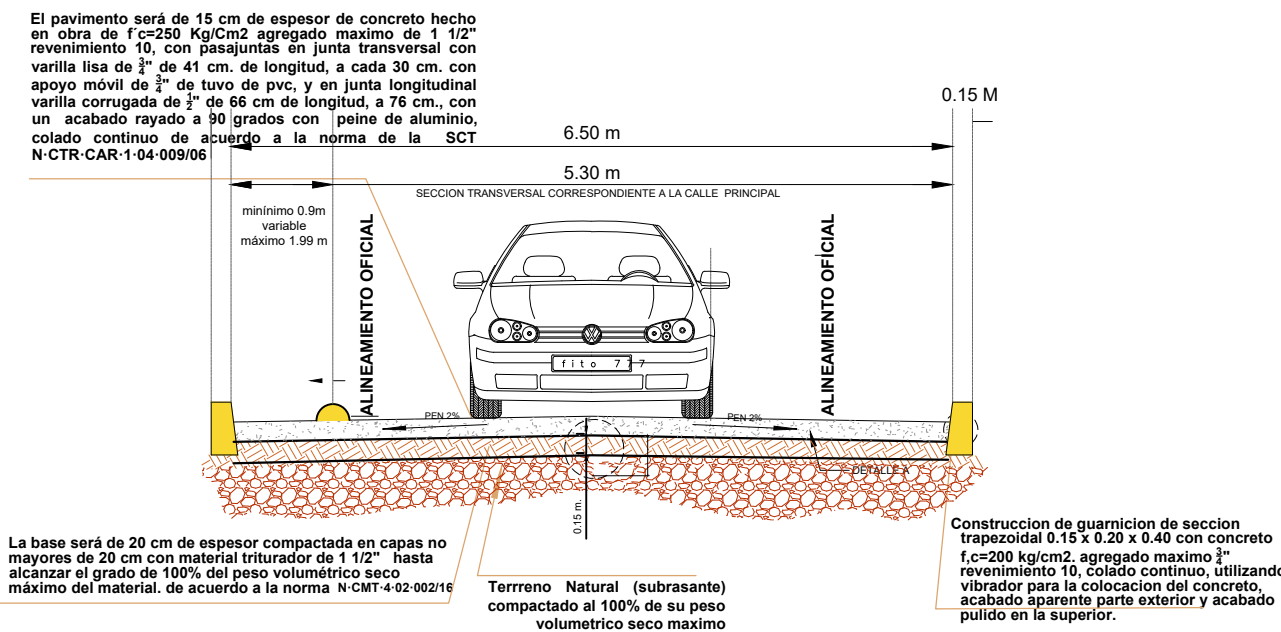 El pavimento será de 15 cm de espesor de concreto hecho
en obra de f´c=250 Kg/Cm2 agregado maximo de 1 1/2"
revenimiento 10, con pasajuntas en junta transversal con
varilla lisa de 3/4" de 41 cm. de longitud, a cada 30 cm. con
apoyo móvil de 3/4" de tuvo de pvc, y en junta longitudinal
varilla corrugada de 1/2" de 66 cm de longitud, a 76 cm., con
un acabado rayado a 90 grados con peine de aluminio,
colado continuo de acuerdo a la norma de la SCT
N·CTR·CAR·1·04·009/06
0.15 M
6.50 m
5.30 m
SECCION TRANSVERSAL CORRESPONDIENTE A LA CALLE PRINCIPAL
minínimo 0.9m
variable
máximo 1.99 m
ALINEAMIENTO OFICIAL
ALINEAMIENTO OFICIAL
fito 777
PEN 2%
PEN 2%
DETALLE A
0.15 m.
La base será de 20 cm de espesor compactada en capas no
mayores de 20 cm con material triturador de 1 1/2" hasta
alcanzar el grado de 100% del peso volumétrico seco
máximo del material. de acuerdo a la norma N·CMT·4·02·002/16
Terrreno Natural (subrasante)
compactado al 100% de su peso
volumetrico seco maximo
Construccion de guarnicion de seccion
trapezoidal 0.15 x 0.20 x 0.40 con concreto
f,c=200 kg/cm2. agregado maximo 3/4"
revenimiento 10, colado continuo, utilizando
vibrador para la colocacion del concreto,
acabado aparente parte exterior y acabado
pulido en la superior.